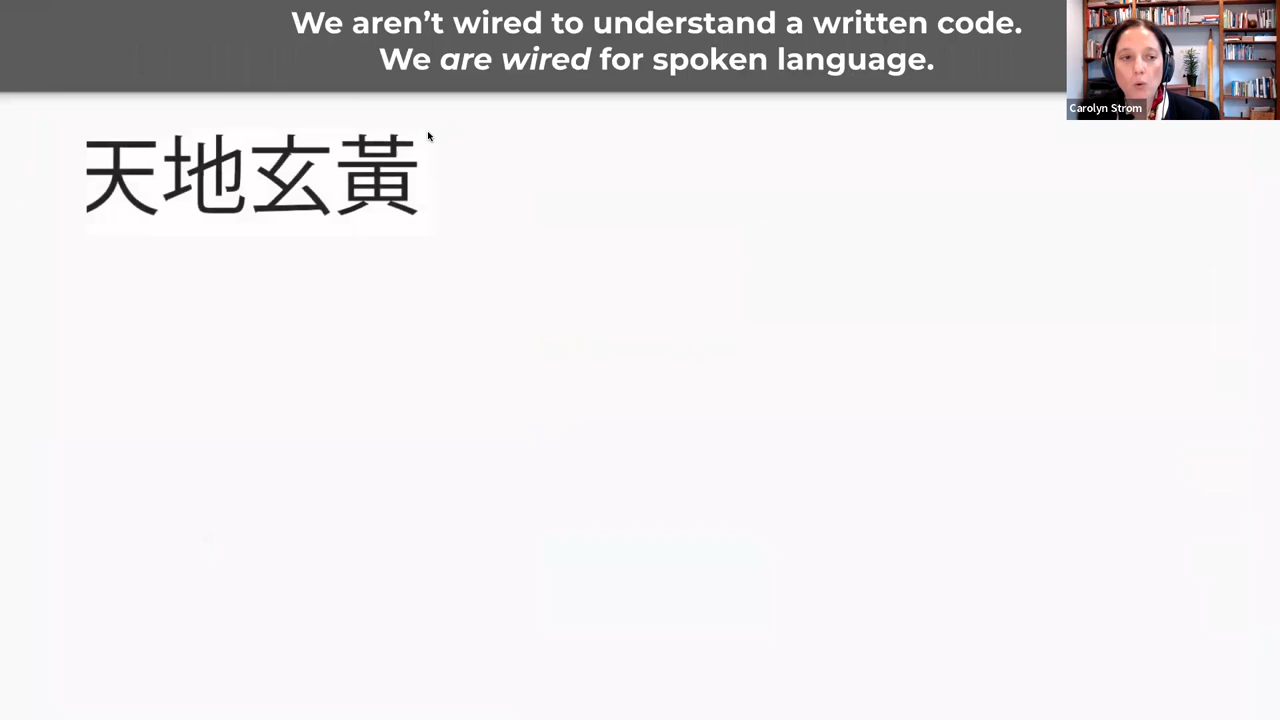 We aren’t wired to understand a written code.
We are wired for spoken language.
Carolyn Strom
天地玄黃